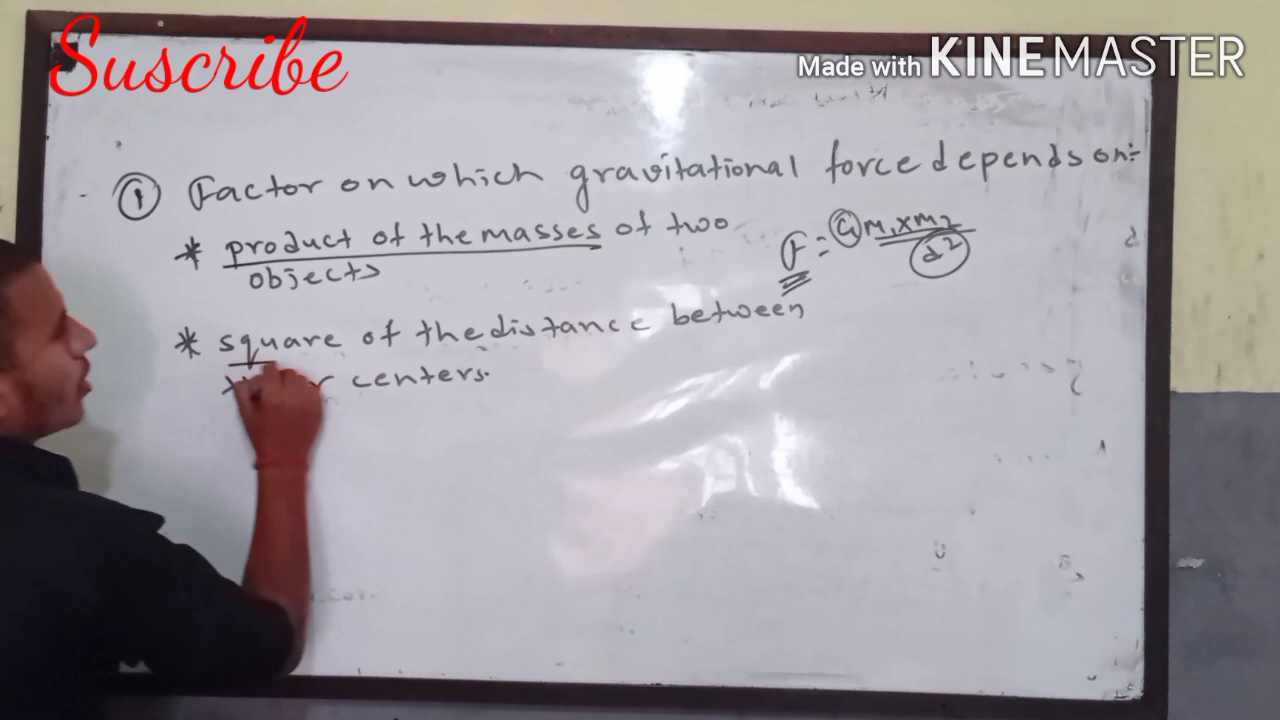 Suscribe
Made with KINEMASTER
① Factor on which gravitational force depends on:-
* product of the masses of two
objects
F = G M1 x M2
d²
* square of the distance between
centers.